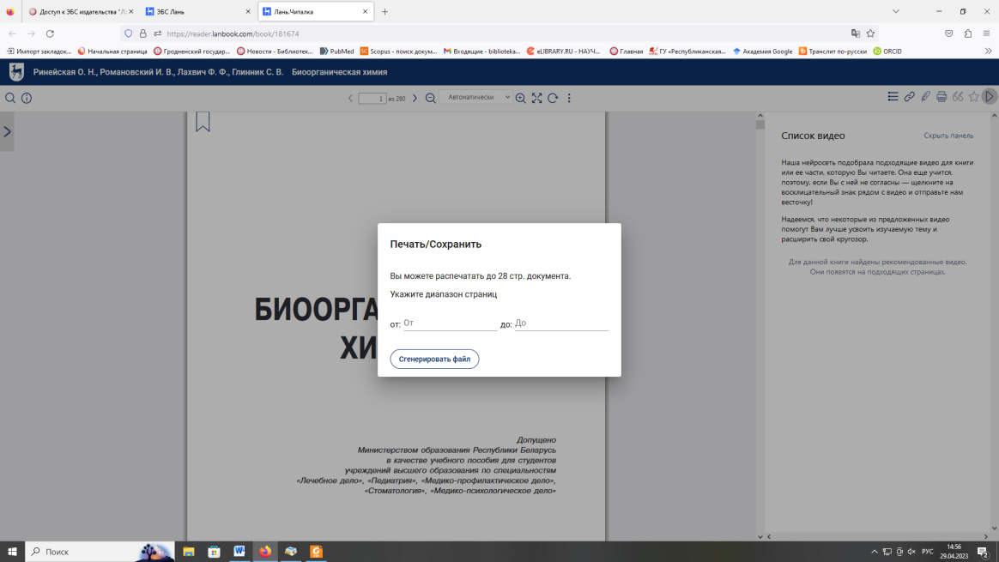 Доступ к ЭБС издательства "Л
ЭБС Лань
Лань.Читалка
https://reader.lanbook.com/book/181674
Импорт закладок...
Начальная страница
Гродненский государ...
Новости - Библиотек...
PubMed
Scopus - поиск докум...
Входящие - biblioteka...
eLIBRARY.RU - НАУЧ...
Главная
ГУ «Республиканская...
Академия Google
Транслит по-русски
ORCID
Ринейская О. Н., Романовский И. В., Лахвич Ф. Ф., Глинник С. В. Биоорганическая химия
1 из 280
Автоматически
Список видео
Скрыть панель
Наша нейросеть подобрала подходящие видео для книги
или ее части, которую Вы читаете. Она еще учится,
поэтому, если Вы с ней не согласны — щелкните на
восклицательный знак рядом с видео и отправьте нам
весточку!
Надеемся, что некоторые из предложенных видео
помогут Вам лучше усвоить изучаемую тему и
расширить свой кругозор.
Для данной книги найдены рекомендованные видео.
Они появятся на подходящих страницах.
Печать/Сохранить
Вы можете распечатать до 28 стр. документа.
Укажите диапазон страниц
от: От до: До
Сгенерировать файл
БИООРГА
ХИ
Допущено
Министерством образования Республики Беларусь
в качестве учебного пособия для студентов
учреждений высшего образования по специальностям
«Лечебное дело», «Педиатрия», «Медико-профилактическое дело»,
«Стоматология», «Медико-психологическое дело»
Поиск
РУС
14:56
29.04.2023
2